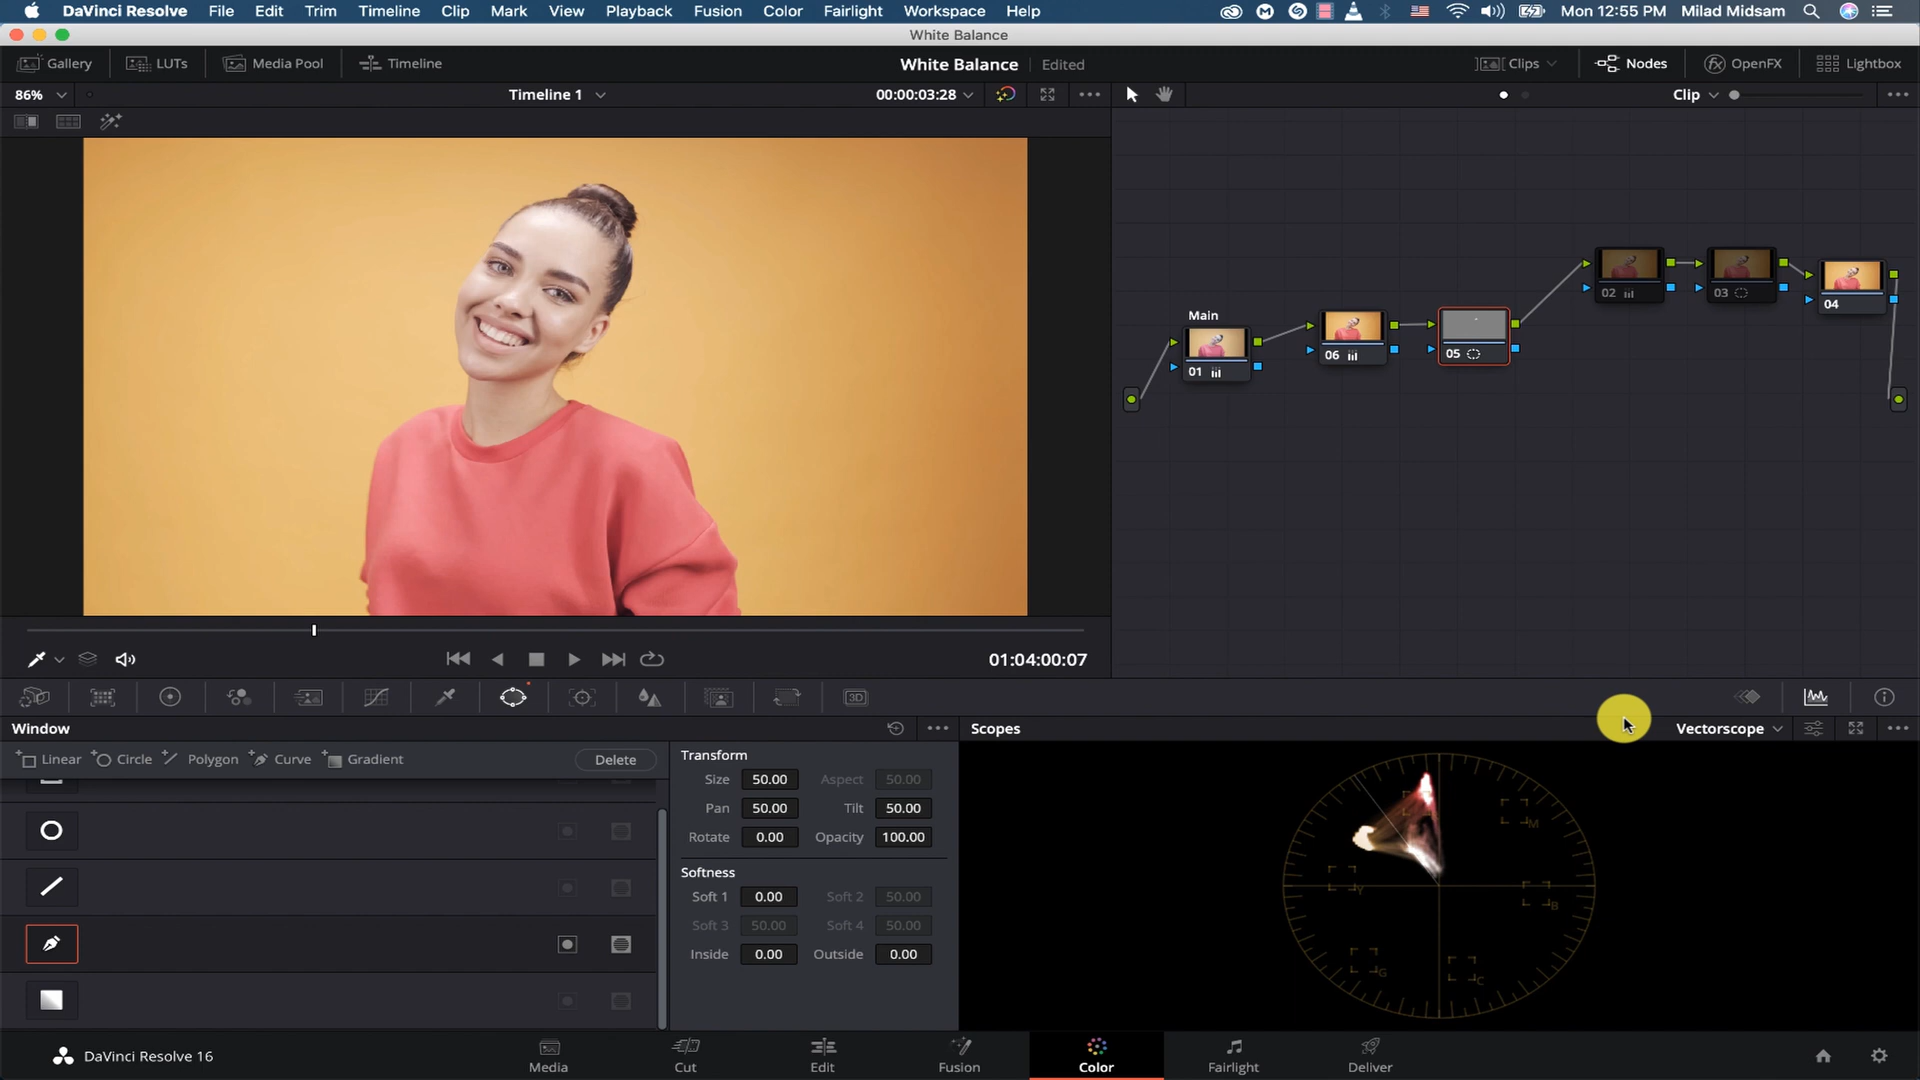 DaVinci Resolve File Edit Trim Timeline Clip Mark View Playback Fusion Color Fairlight Workspace Help Mon 12:55 PM Milad Midsam
White Balance
Gallery LUTs Media Pool Timeline White Balance Edited Clips Nodes OpenFX Lightbox
86% Timeline 1 00:00:03:28 Clip
Main
01
06
05
02
03
04
01:04:00:07
3D
Window Scopes Vectorscope
Linear Circle Polygon Curve Gradient Delete
Transform
Size 50.00 Aspect 50.00
Pan 50.00 Tilt 50.00
Rotate 0.00 Opacity 100.00
Softness
Soft 1 0.00 Soft 2 50.00
Soft 3 50.00 Soft 4 50.00
Inside 0.00 Outside 0.00
M
Y
B
G
C
DaVinci Resolve 16 Media Cut Edit Fusion Color Fairlight Deliver